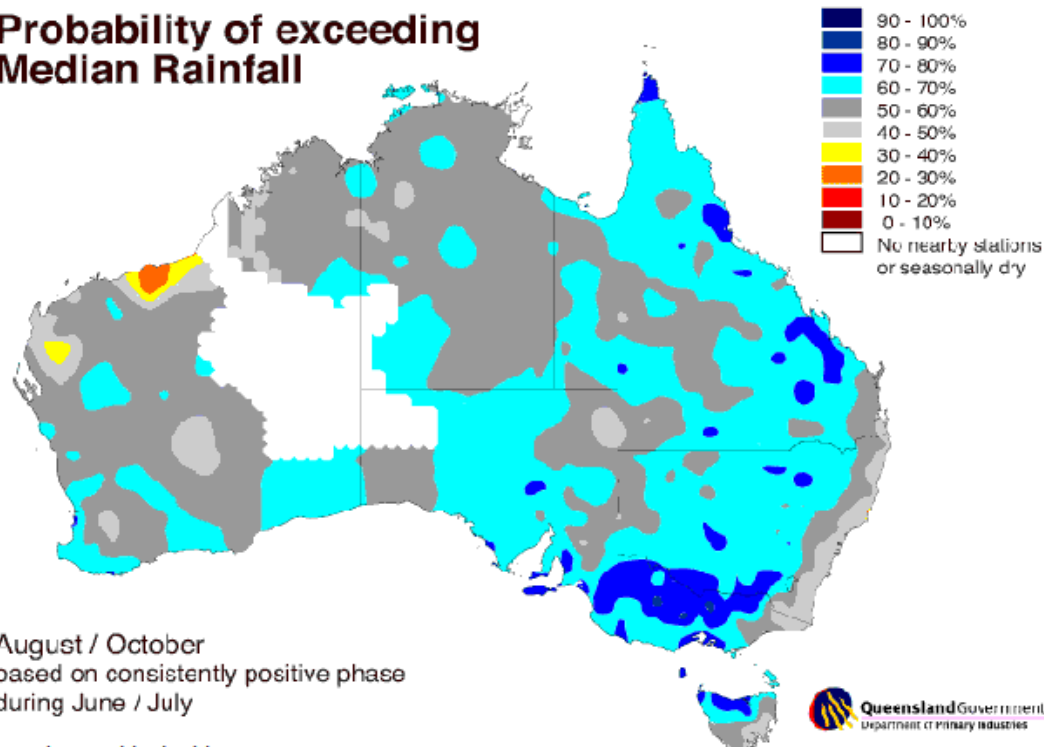 Probability of exceeding
Median Rainfall
90 - 100%
80 - 90%
70 - 80%
60 - 70%
50 - 60%
40 - 50%
30 - 40%
20 - 30%
10 - 20%
0 - 10%
No nearby stations
or seasonally dry
August / October
based on consistently positive phase
during June / July
Queensland Government
Department of Primary Industries